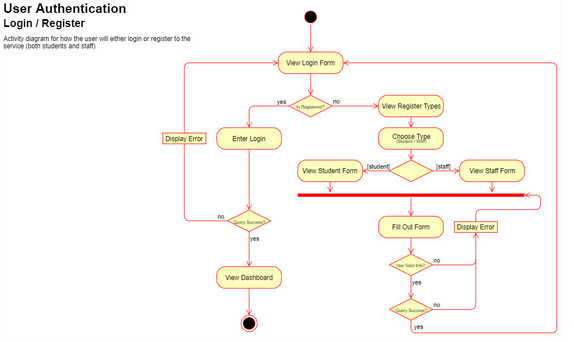 User Authentication
Login / Register
Activity diagram for how the user will either login or register to the
service (both students and staff)
View Login Form
Is Registered?
yes
no
View Register Types
Enter Login
Choose Type
(Student / Staff)
Display Error
[student]
[staff]
View Student Form
View Staff Form
Query Success?
no
yes
Fill Out Form
Display Error
Has Valid Info?
no
yes
View Dashboard
Query Success?
no
yes